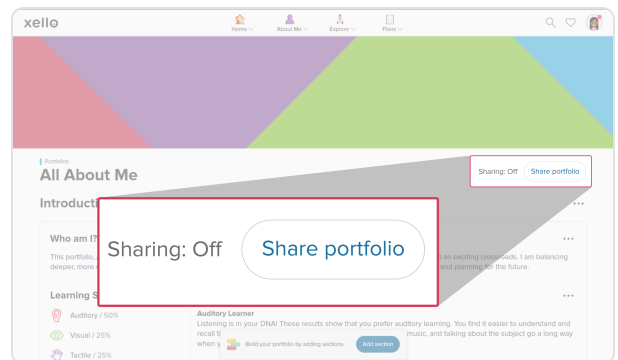 xello
Home
About Me
Explore
Plans
Portfolios
All About Me
Sharing: Off Share portfolio
Introducti
Sharing: Off Share portfolio
Who am I?
This portfolio, at an exciting crossroads. I am balancing
deeper, more and planning for the future.
Learning S
Auditory / 50%
Visual / 25%
Tactile / 25%
Auditory Learner
Listening is in your DNA! These results show that you prefer auditory learning. You find it easier to understand and
recall music, and talking about the subject go a long way
when y
Build your portfolio by adding sections. Add section